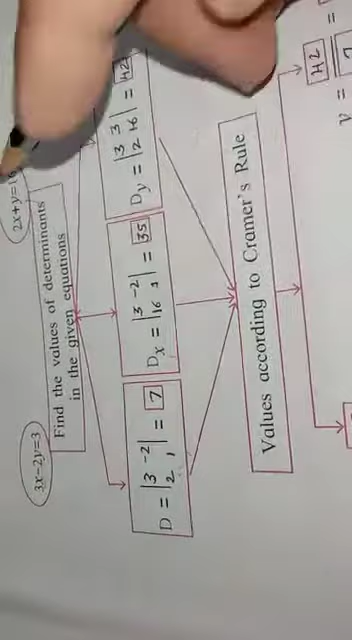 3x-2y=3
2x+y=
Find the values of determinants
in the given equations
D = |3 -2| = 7
|2 1|
Dx = |3 -2| = 35
|16 1|
Dy = |3 3| = 42
|2 16|
Values according to Cramer's Rule
y = 42 =
7